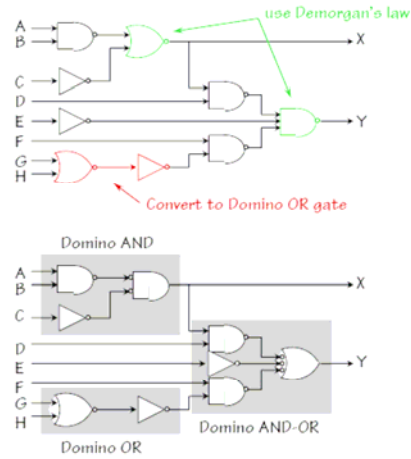 use Demorgan's law
A
B
X
C
D
E
Y
F
G
H
Convert to Domino OR gate
Domino AND
A
B
X
C
D
E
Y
F
G
H
Domino AND-OR
Domino OR